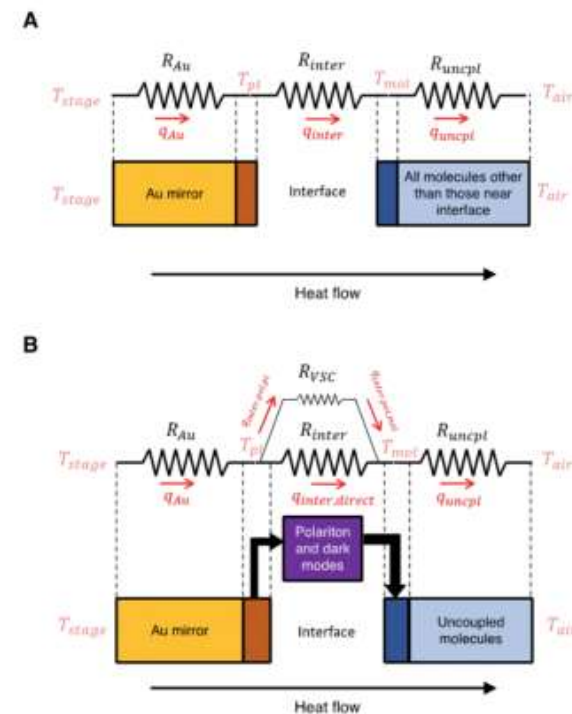 A
R_Au R_inter R_uncpl
T_stage T_pl T_mol T_air
q_Au q_inter q_uncpl
T_stage Au mirror Interface All molecules other
than those near
interface T_air
Heat flow
B
R_VSC
q_inter,pol,pl q_inter,pol,mol
R_Au R_inter R_uncpl
T_stage T_pl T_mol T_air
q_Au q_inter,direct q_uncpl
Polariton
and dark
modes
T_stage Au mirror Interface Uncoupled
molecules T_air
Heat flow